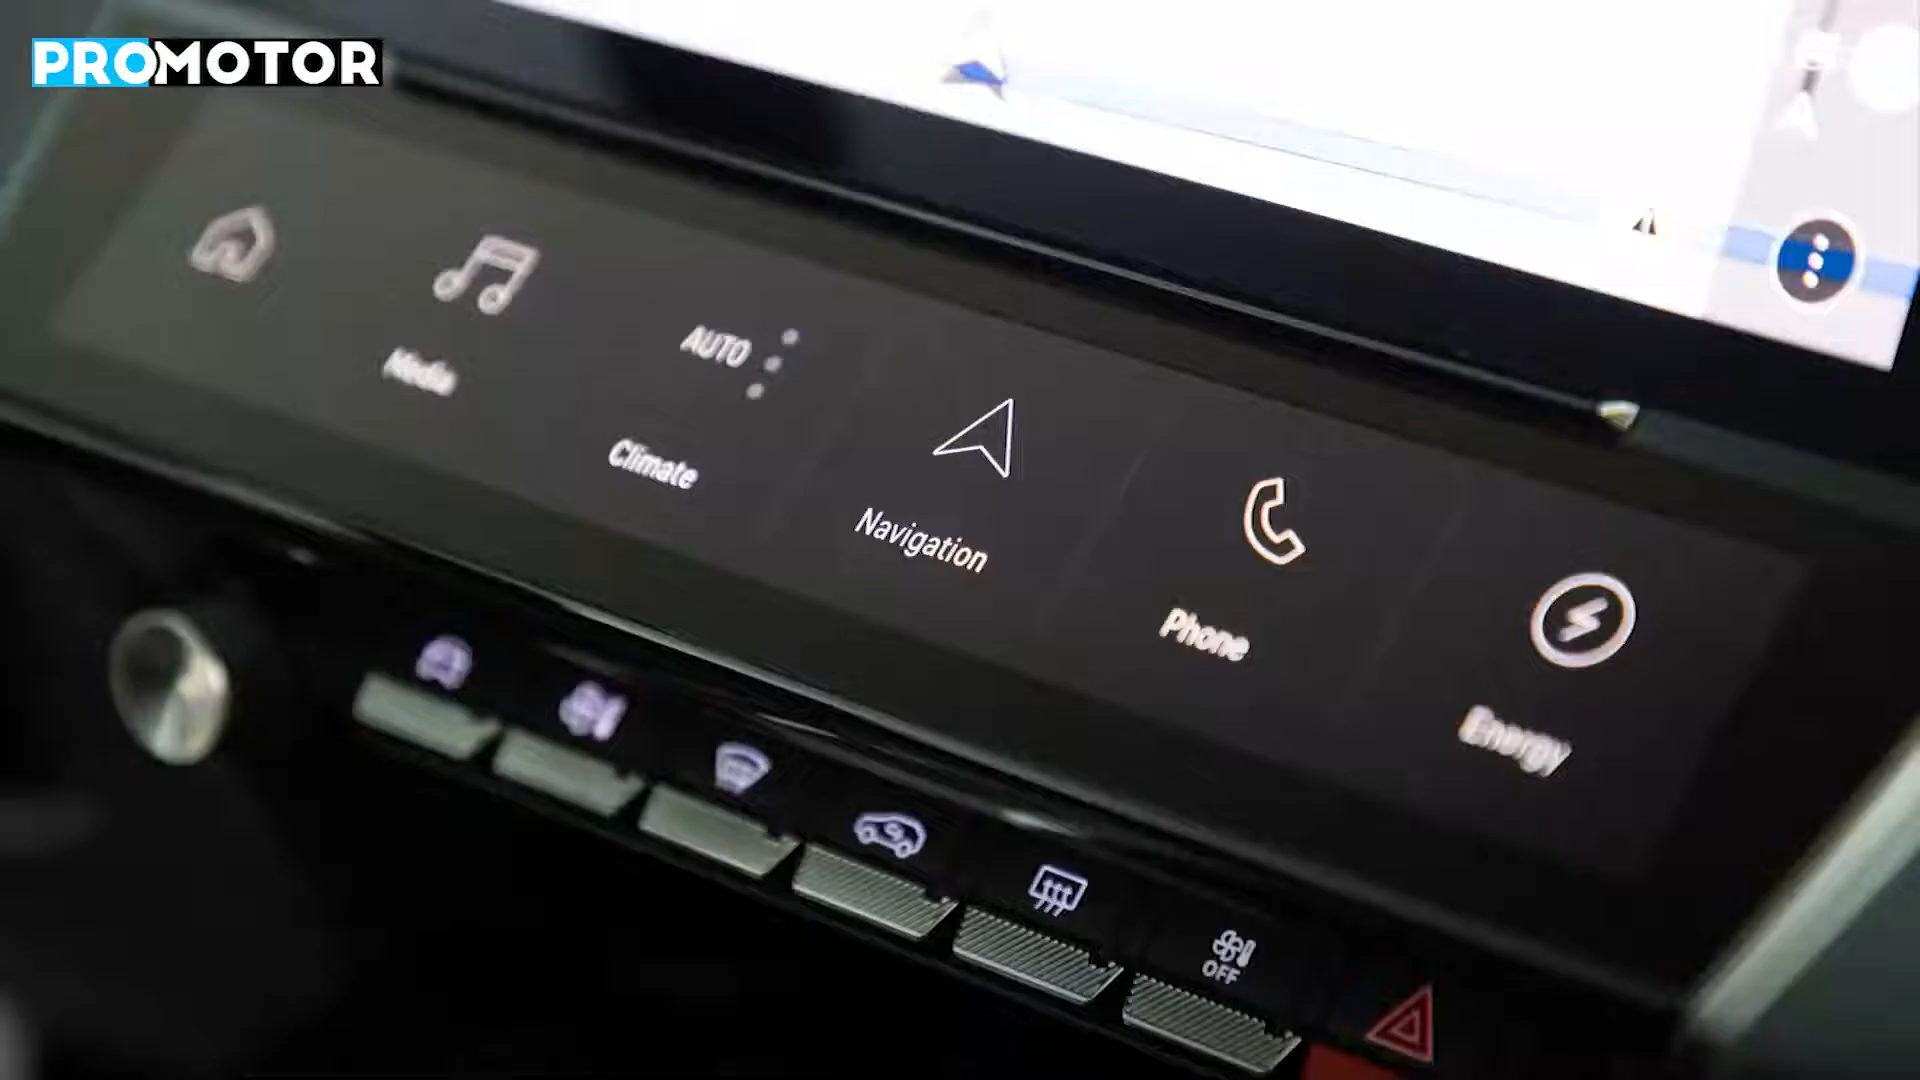 PROMOTOR
Media
AUTO
Climate
Navigation
Phone
Energy
OFF